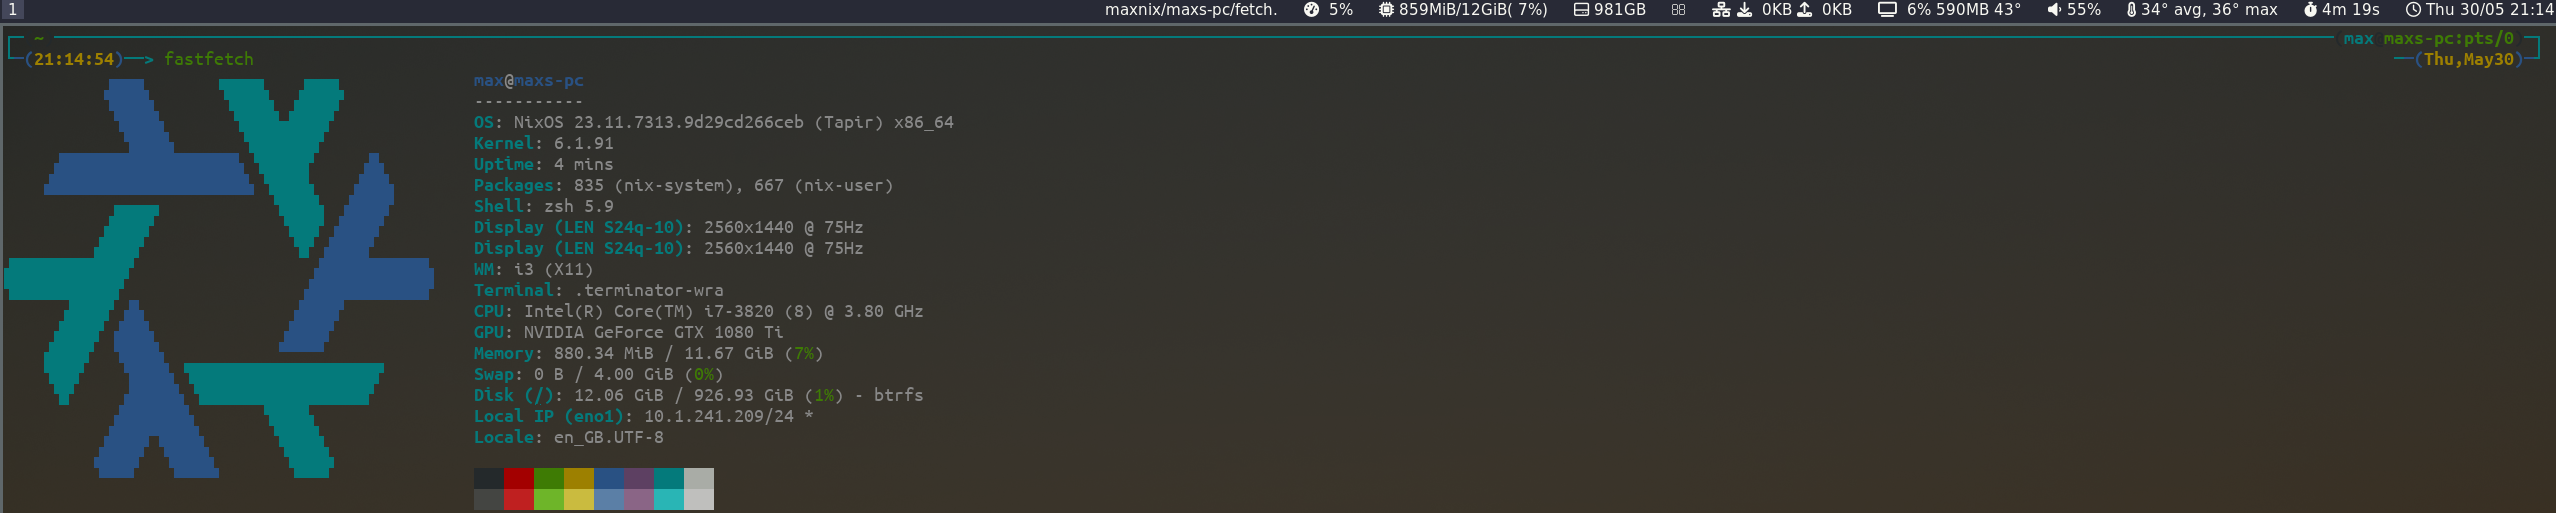 1 maxnix/maxs-pc/fetch. 5% 859MiB/12GiB( 7%) 981GB 0KB 0KB 6% 590MB 43° 55% 34° avg, 36° max 4m 19s Thu 30/05 21:14
~ max maxs-pc:pts/0
(21:14:54)──> fastfetch (Thu,May30)
max@maxs-pc
-----------
OS: NixOS 23.11.7313.9d29cd266ceb (Tapir) x86_64
Kernel: 6.1.91
Uptime: 4 mins
Packages: 835 (nix-system), 667 (nix-user)
Shell: zsh 5.9
Display (LEN S24q-10): 2560x1440 @ 75Hz
Display (LEN S24q-10): 2560x1440 @ 75Hz
WM: i3 (X11)
Terminal: .terminator-wra
CPU: Intel(R) Core(TM) i7-3820 (8) @ 3.80 GHz
GPU: NVIDIA GeForce GTX 1080 Ti
Memory: 880.34 MiB / 11.67 GiB (7%)
Swap: 0 B / 4.00 GiB (0%)
Disk (/): 12.06 GiB / 926.93 GiB (1%) - btrfs
Local IP (eno1): 10.1.241.209/24 *
Locale: en_GB.UTF-8